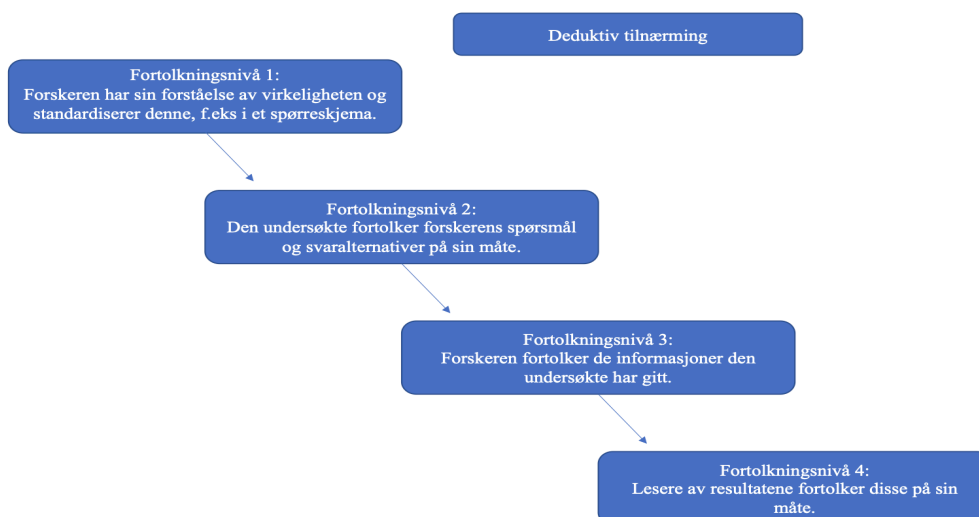 Deduktiv tilnærming
Fortolkningsnivå 1:
Forskeren har sin forståelse av virkeligheten og
standardiserer denne, f.eks i et spørreskjema.
Fortolkningsnivå 2:
Den undersøkte fortolker forskerens spørsmål
og svaralternativer på sin måte.
Fortolkningsnivå 3:
Forskeren fortolker de informasjoner den
undersøkte har gitt.
Fortolkningsnivå 4:
Lesere av resultatene fortolker disse på sin
måte.